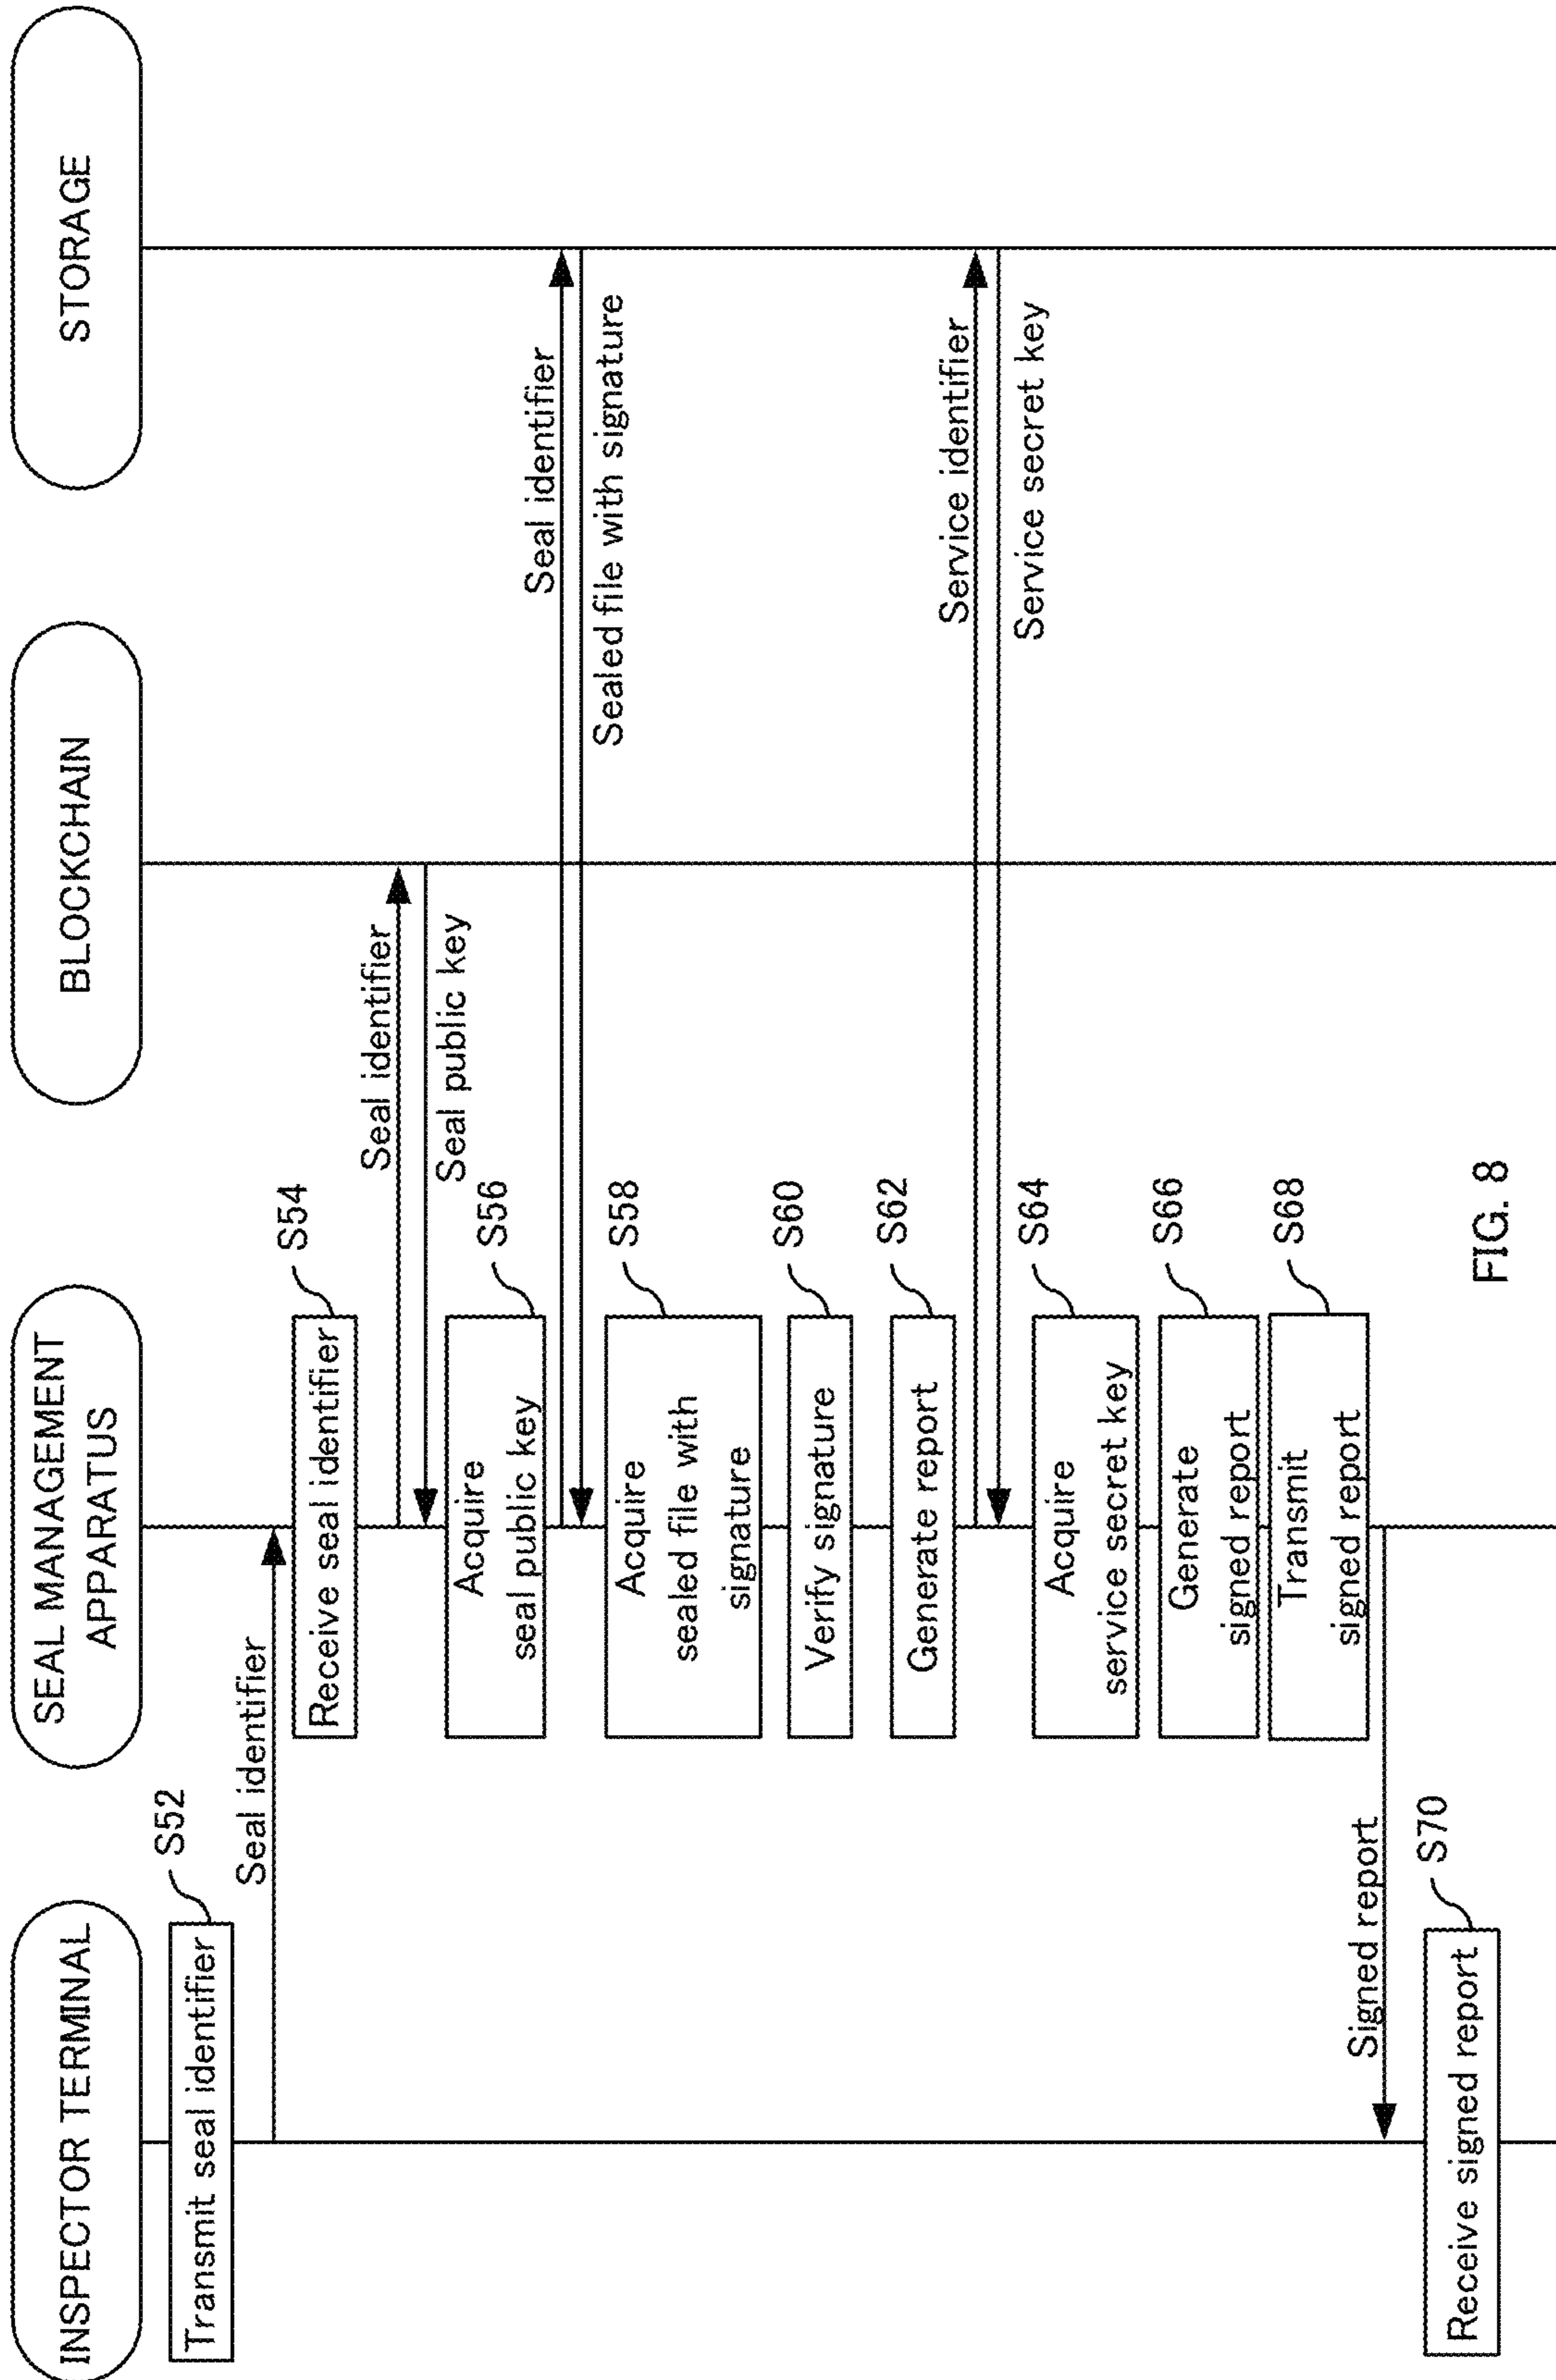 INSPECTOR TERMINAL
SEAL MANAGEMENT
APPARATUS
BLOCKCHAIN
STORAGE
S52
Transmit seal identifier
Seal identifier
S54
Receive seal identifier
Seal identifier
Seal public key
S56
Acquire
seal public key
Seal identifier
Sealed file with signature
S58
Acquire
sealed file with
signature
S60
Verify signature
S62
Generate report
Service identifier
Service secret key
S64
Acquire
service secret key
S66
Generate
signed report
S68
Transmit
signed report
Signed report
S70
Receive signed report
FIG. 8